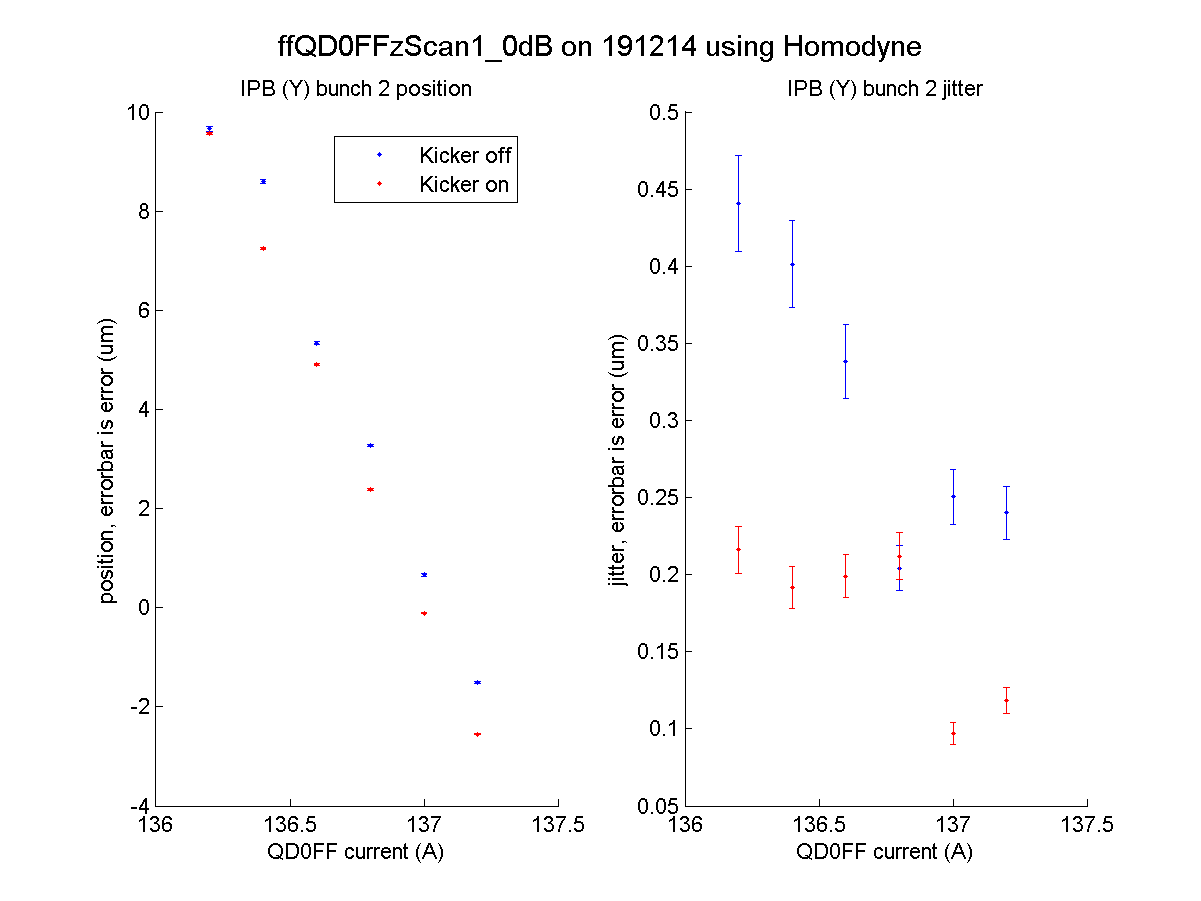 ffQD0FFzScan1_0dB on 191214 using Homodyne
IPB (Y) bunch 2 position
10
8
6
4
2
0
-2
-4
136
136.5
137
137.5
position, errorbar is error (um)
QD0FF current (A)
Kicker off
Kicker on
IPB (Y) bunch 2 jitter
0.5
0.45
0.4
0.35
0.3
0.25
0.2
0.15
0.1
0.05
136
136.5
137
137.5
jitter, errorbar is error (um)
QD0FF current (A)